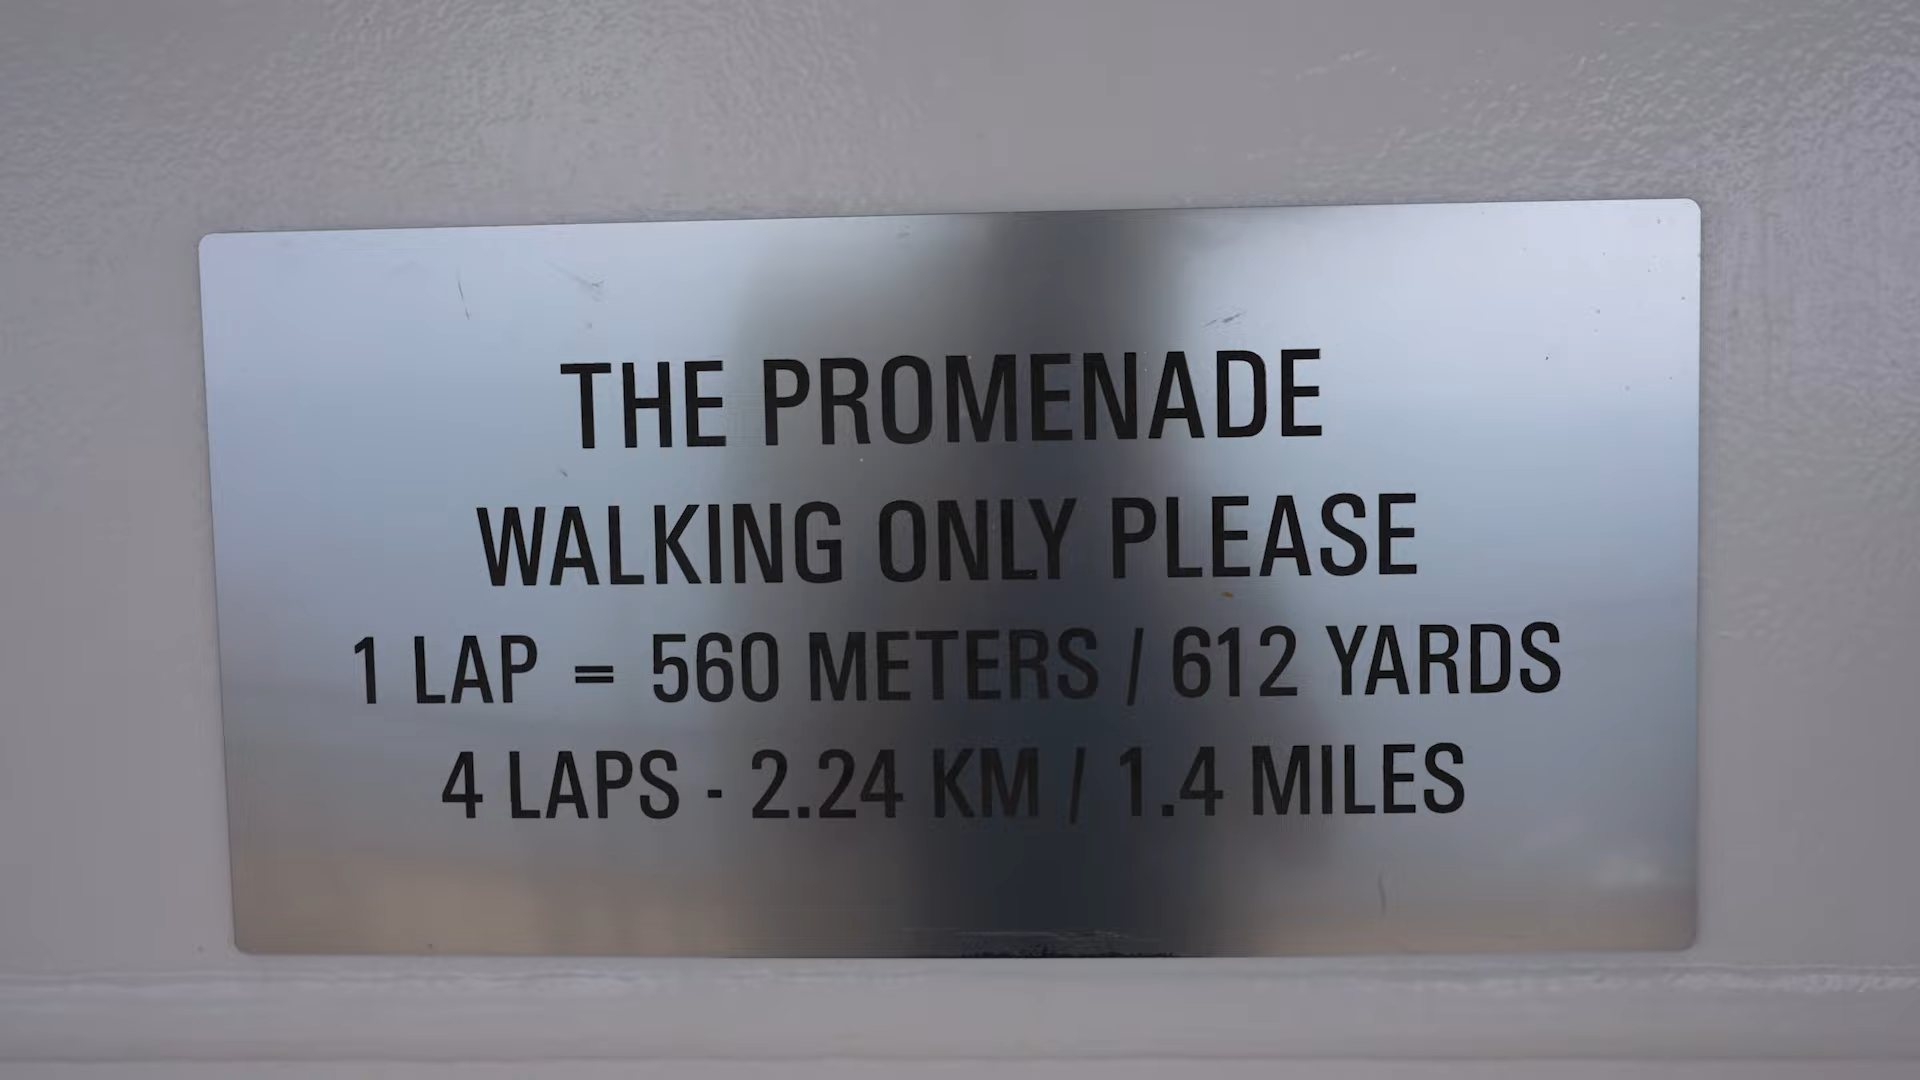 THE PROMENADE
WALKING ONLY PLEASE
1 LAP = 560 METERS / 612 YARDS
4 LAPS - 2.24 KM / 1.4 MILES